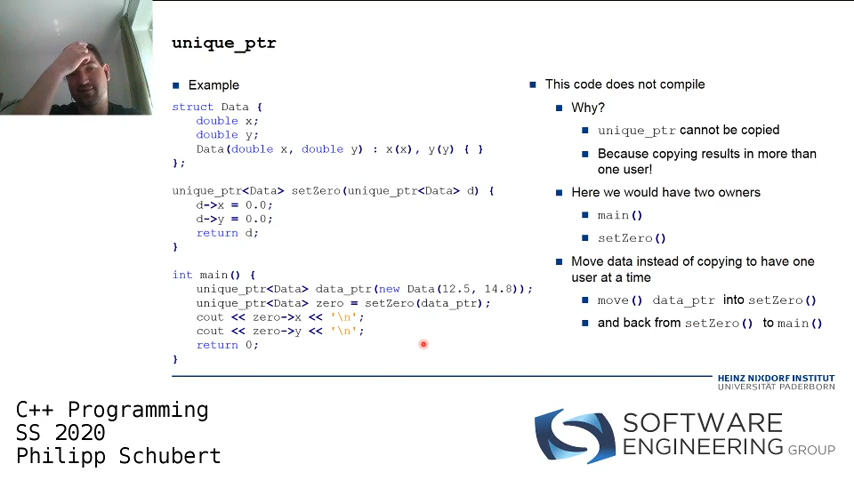 unique_ptr
Example
struct Data {
double x;
double y;
Data(double x, double y) : x(x), y(y) { }
};
unique_ptr<Data> setZero(unique_ptr<Data> d) {
d->x = 0.0;
d->y = 0.0;
return d;
}
int main() {
unique_ptr<Data> data_ptr(new Data(12.5, 14.8));
unique_ptr<Data> zero = setZero(data_ptr);
cout << zero->x << '\n';
cout << zero->y << '\n';
return 0;
}
This code does not compile
Why?
unique_ptr cannot be copied
Because copying results in more than
one user!
Here we would have two owners
main()
setZero()
Move data instead of copying to have one
user at a time
move() data_ptr into setZero()
and back from setZero() to main()
HEINZ NIXDORF INSTITUT
UNIVERSITÄT PADERBORN
C++ Programming
SS 2020
Philipp Schubert
SOFTWARE
ENGINEERING GROUP